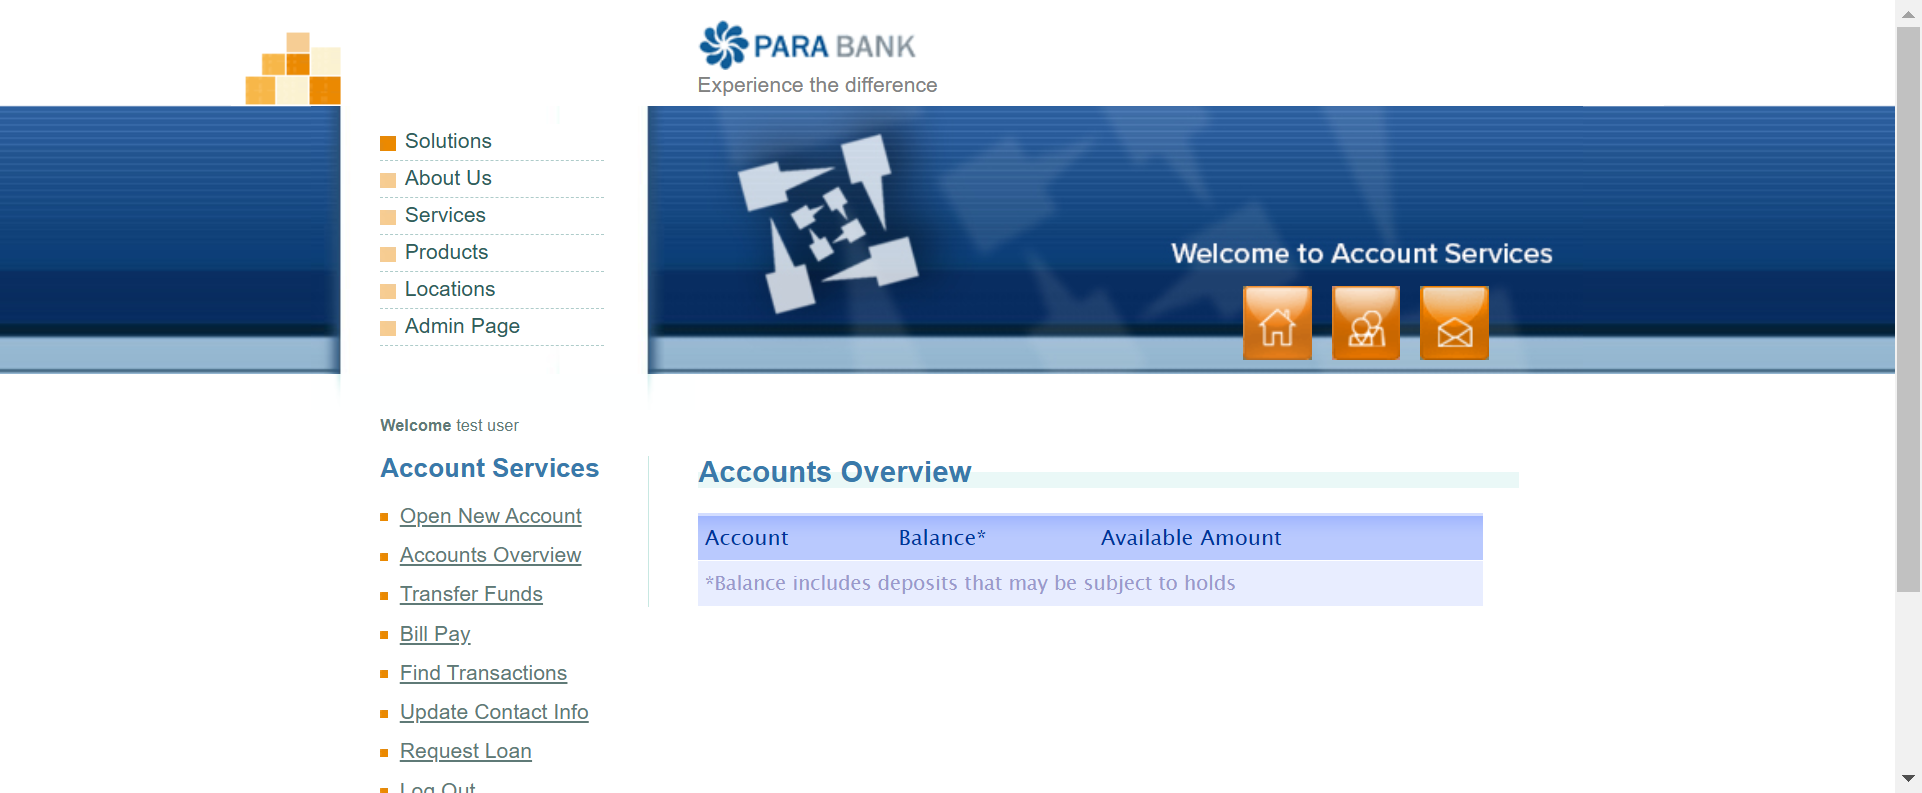 PARA BANK
Experience the difference
Solutions
About Us
Services
Products
Locations
Admin Page
Welcome to Account Services
Welcome test user
Account Services
Open New Account
Accounts Overview
Transfer Funds
Bill Pay
Find Transactions
Update Contact Info
Request Loan
Log Out
Accounts Overview
Account Balance* Available Amount
*Balance includes deposits that may be subject to holds